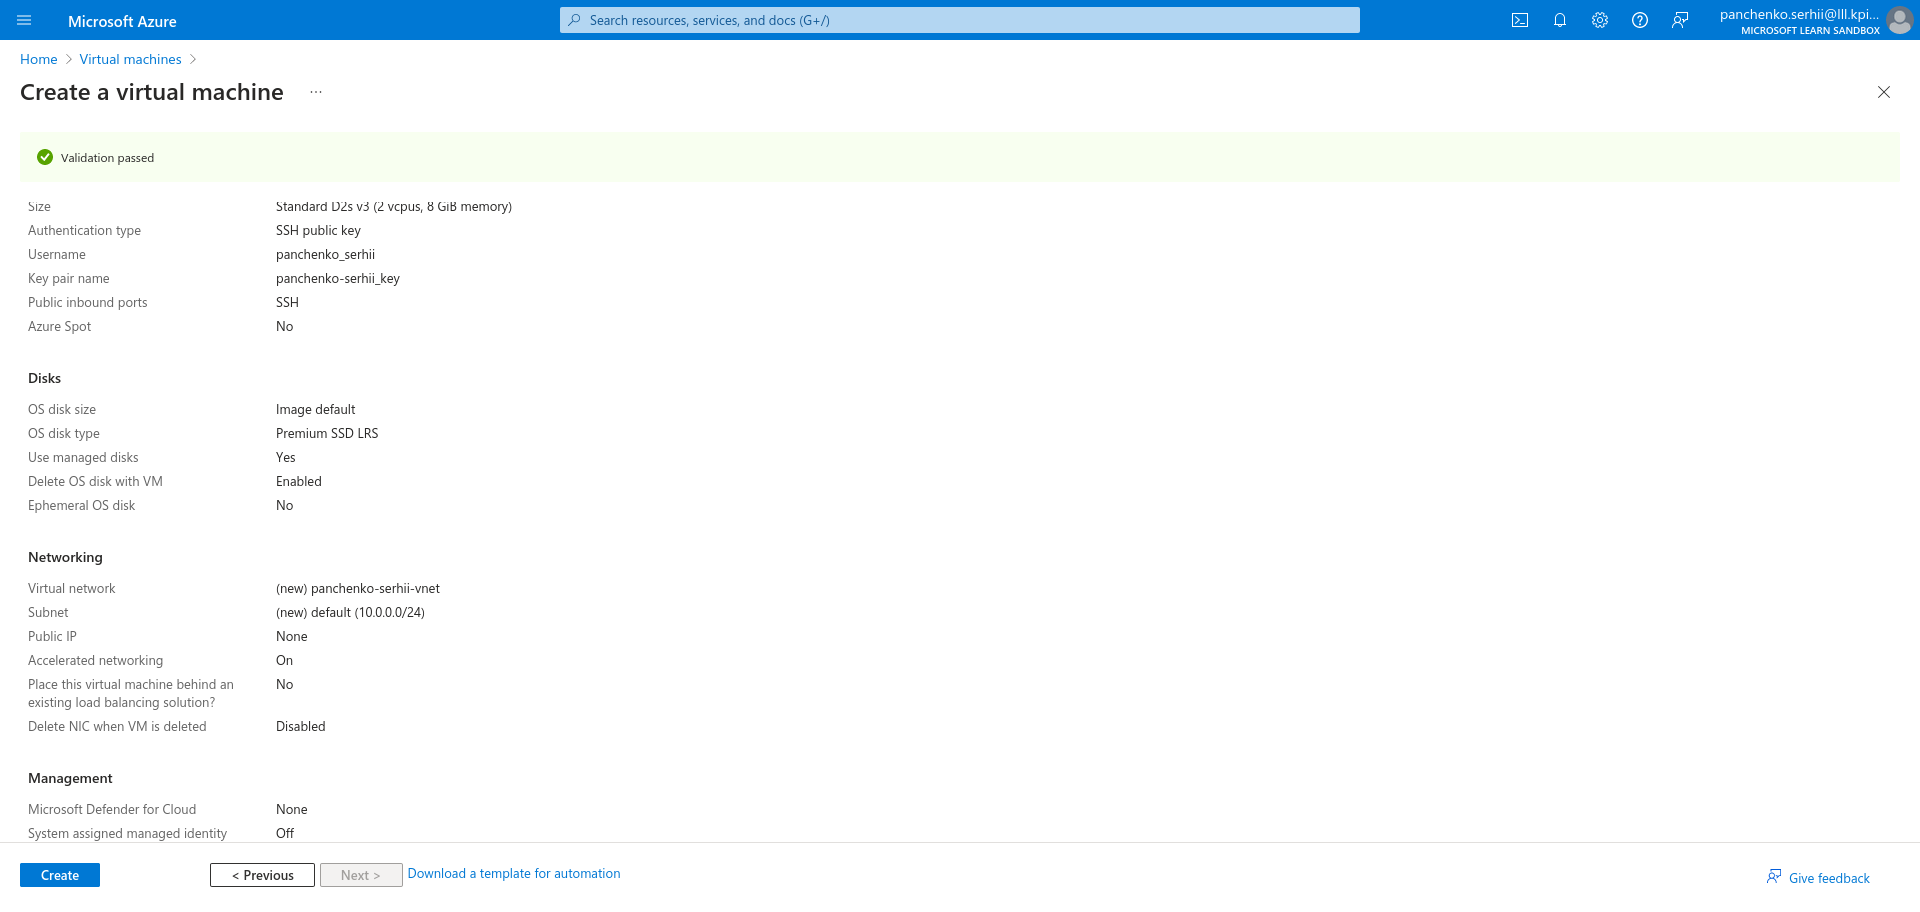 Microsoft Azure
Search resources, services, and docs (G+/)
panchenko.serhii@lll.kpi...
MICROSOFT LEARN SANDBOX
Home > Virtual machines >
Create a virtual machine ...
Validation passed
Size Standard D2s v3 (2 vcpus, 8 GiB memory)
Authentication type SSH public key
Username panchenko_serhii
Key pair name panchenko-serhii_key
Public inbound ports SSH
Azure Spot No
Disks
OS disk size Image default
OS disk type Premium SSD LRS
Use managed disks Yes
Delete OS disk with VM Enabled
Ephemeral OS disk No
Networking
Virtual network (new) panchenko-serhii-vnet
Subnet (new) default (10.0.0.0/24)
Public IP None
Accelerated networking On
Place this virtual machine behind an No
existing load balancing solution?
Delete NIC when VM is deleted Disabled
Management
Microsoft Defender for Cloud None
System assigned managed identity Off
Create < Previous Next > Download a template for automation
Give feedback